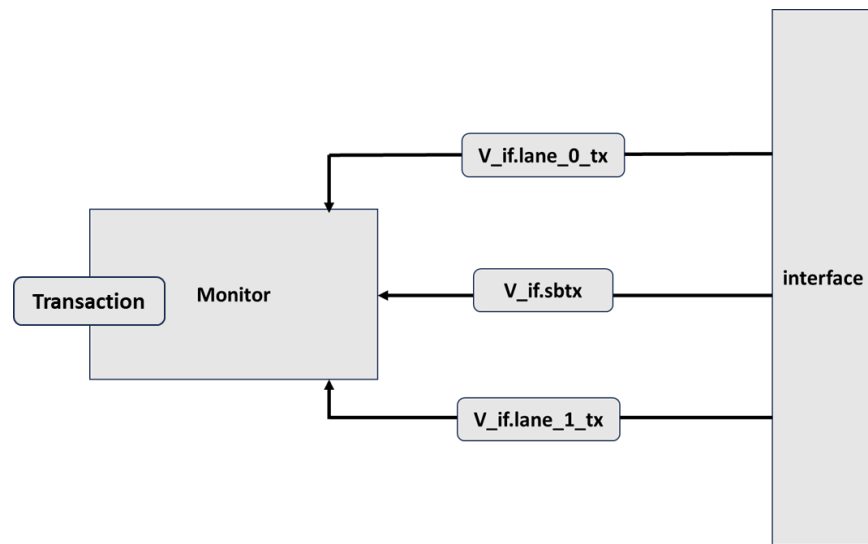 V_if.lane_0_tx
Transaction
Monitor
V_if.sbtx
interface
V_if.lane_1_tx